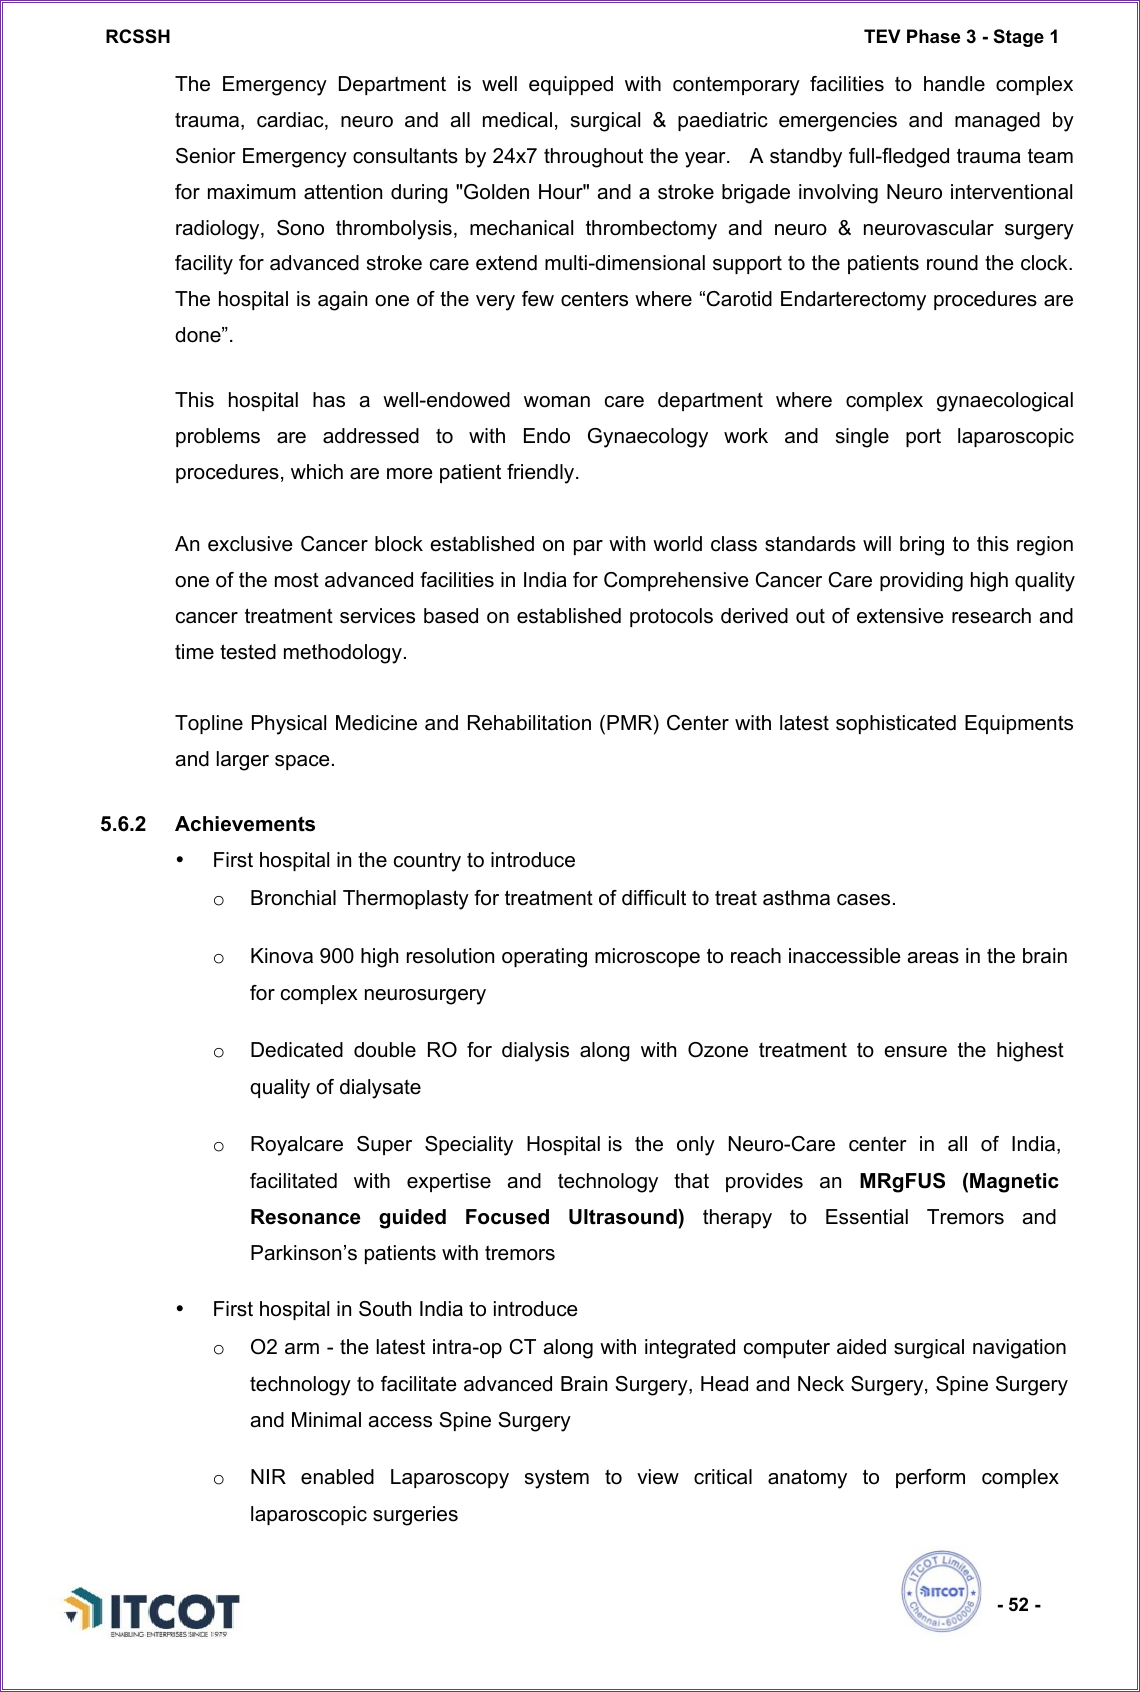 RCSSH TEV Phase 3 - Stage 1
The Emergency Department is well equipped with contemporary facilities to handle complex
trauma, cardiac, neuro and all medical, surgical & paediatric emergencies and managed by
Senior Emergency consultants by 24x7 throughout the year. A standby full-fledged trauma team
for maximum attention during "Golden Hour" and a stroke brigade involving Neuro interventional
radiology, Sono thrombolysis, mechanical thrombectomy and neuro & neurovascular surgery
facility for advanced stroke care extend multi-dimensional support to the patients round the clock.
The hospital is again one of the very few centers where “Carotid Endarterectomy procedures are
done”.
This hospital has a well-endowed woman care department where complex gynaecological
problems are addressed to with Endo Gynaecology work and single port laparoscopic
procedures, which are more patient friendly.
An exclusive Cancer block established on par with world class standards will bring to this region
one of the most advanced facilities in India for Comprehensive Cancer Care providing high quality
cancer treatment services based on established protocols derived out of extensive research and
time tested methodology.
Topline Physical Medicine and Rehabilitation (PMR) Center with latest sophisticated Equipments
and larger space.
5.6.2 Achievements
• First hospital in the country to introduce
o Bronchial Thermoplasty for treatment of difficult to treat asthma cases.
o Kinova 900 high resolution operating microscope to reach inaccessible areas in the brain
for complex neurosurgery
o Dedicated double RO for dialysis along with Ozone treatment to ensure the highest
quality of dialysate
o Royalcare Super Speciality Hospital is the only Neuro-Care center in all of India,
facilitated with expertise and technology that provides an MRgFUS (Magnetic
Resonance guided Focused Ultrasound) therapy to Essential Tremors and
Parkinson’s patients with tremors
• First hospital in South India to introduce
o O2 arm - the latest intra-op CT along with integrated computer aided surgical navigation
technology to facilitate advanced Brain Surgery, Head and Neck Surgery, Spine Surgery
and Minimal access Spine Surgery
o NIR enabled Laparoscopy system to view critical anatomy to perform complex
laparoscopic surgeries
ITCOT
ENABLING ENTERPRISES SINCE 1979
ITCOT Limited
ITCOT
Chennai-600006
- 52 -